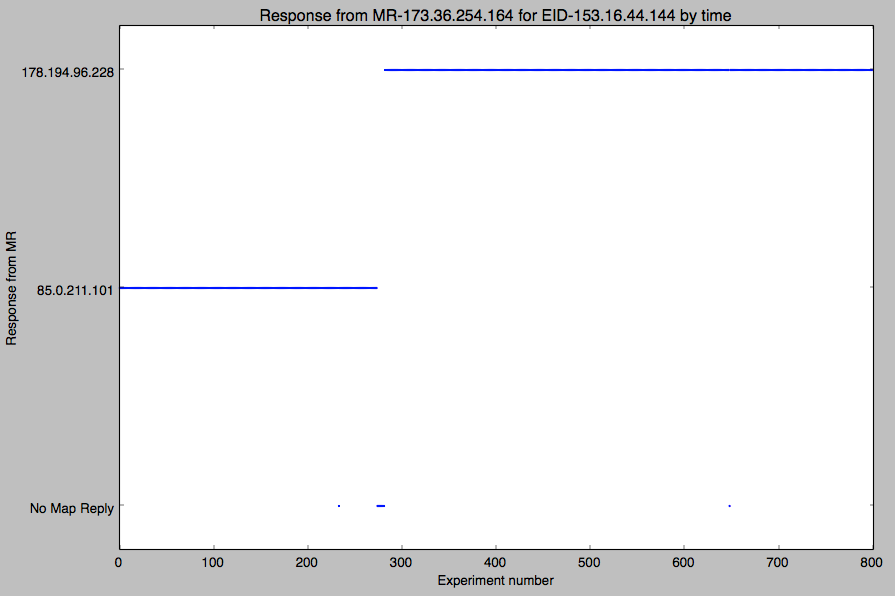 Response from MR-173.36.254.164 for EID-153.16.44.144 by time
178.194.96.228
85.0.211.101
No Map Reply
Response from MR
0 100 200 300 400 500 600 700 800
Experiment number